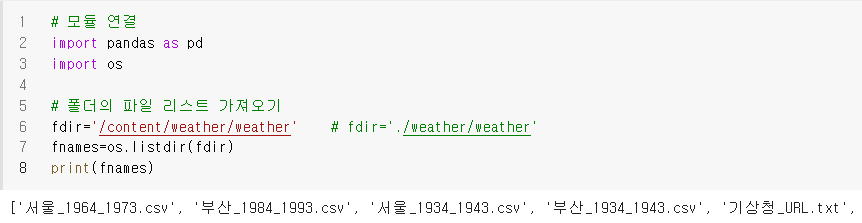 1 # 모듈 연결
2 import pandas as pd
3 import os
4
5 # 폴더의 파일 리스트 가져오기
6 fdir='/content/weather/weather' # fdir='./weather/weather'
7 fnames=os.listdir(fdir)
8 print(fnames)
['서울_1964_1973.csv', '부산_1984_1993.csv', '서울_1934_1943.csv', '부산_1934_1943.csv', '기상청_URL.txt',